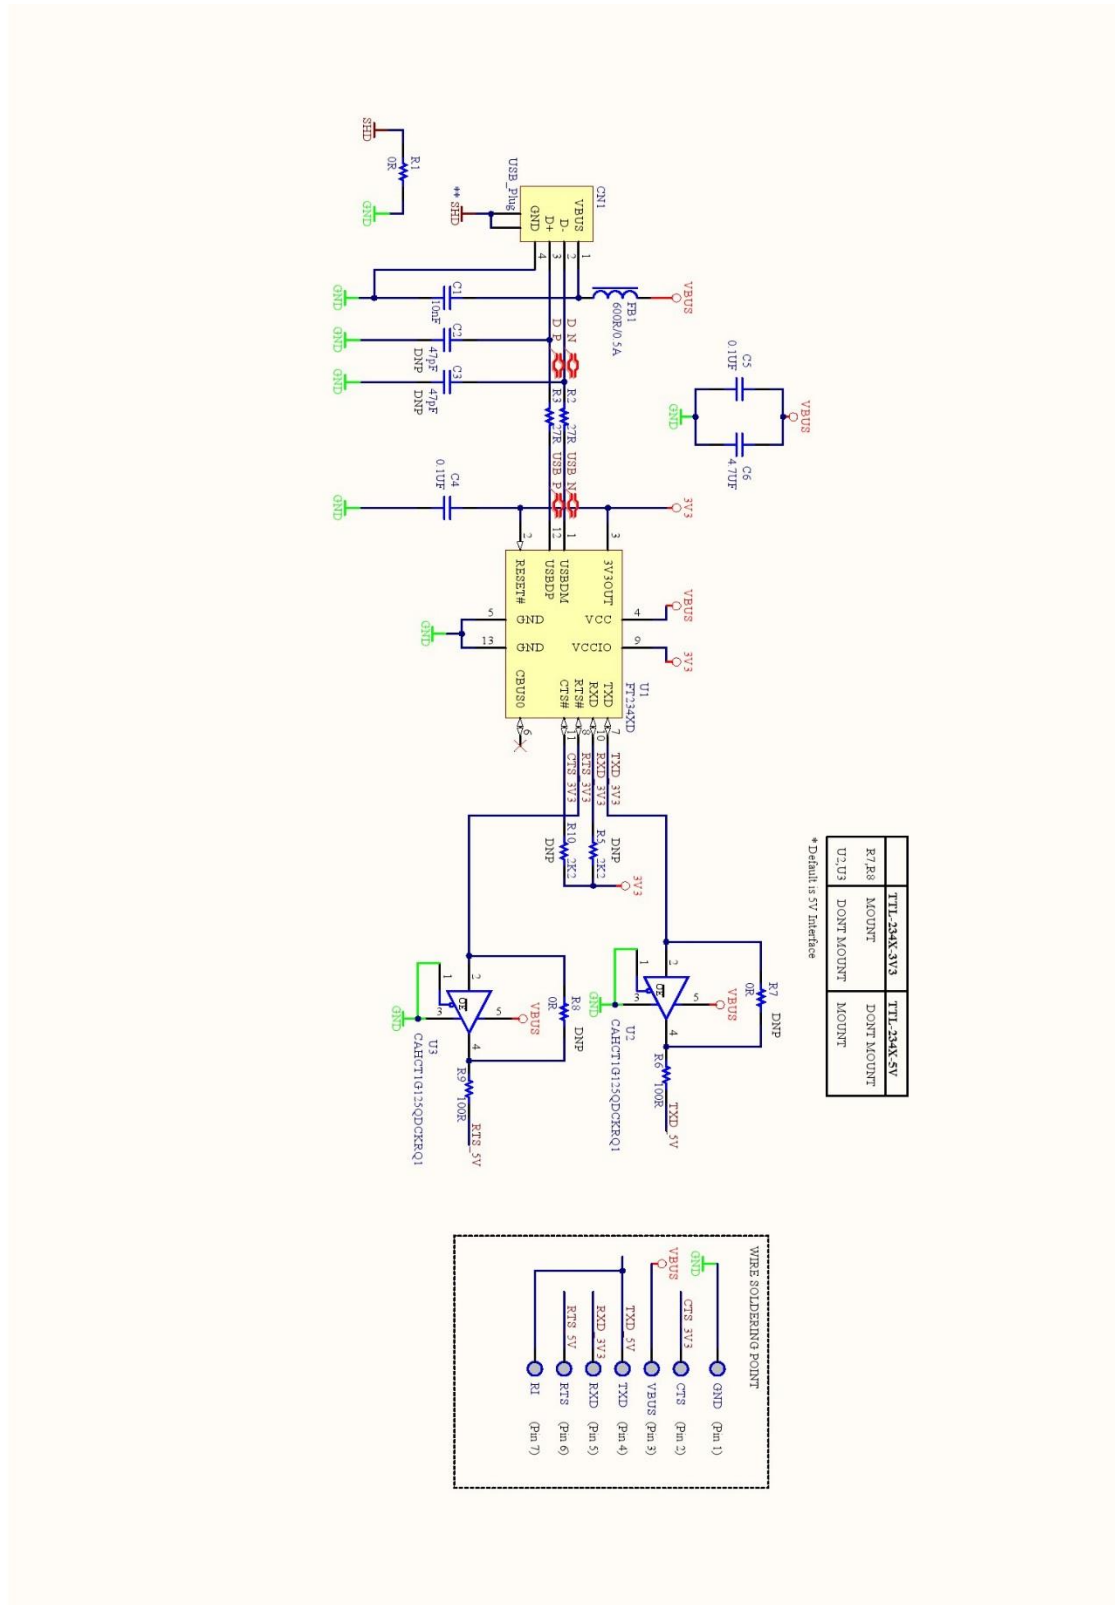 TTL-234X-3V3 TTL-234X-5V
R7,R8 MOUNT DONT MOUNT
U2,U3 DONT MOUNT MOUNT
* Default is 5V Interface
SHD
R1
0R
GND
CN1
USB_Plug
VBUS
D-
D+
GND
1
2
3
4
** SHD
VBUS
FB1
600R/0.5A
C1
10nF
GND
C2
47pF
DNP
GND
C3
47pF
DNP
GND
D_N
D_P
R2
27R
R3
27R
USB_N
USB_P
VBUS
C5
0.1UF
C6
4.7UF
GND
3V3
C4
0.1UF
GND
U1
FT234XD
3V3OUT
USBDM
USBDP
RESET#
VCC
VCCIO
GND
GND
TXD
RXD
RTS#
CTS#
CBUS0
3
1
12
2
4
9
5
13
7
10
8
11
6
VBUS
3V3
GND
TXD_3V3
RXD_3V3
RTS_3V3
CTS_3V3
DNP
R5
2K2
R10
2K2
DNP
3V3
R7
0R
DNP
VBUS
OE
1
2
3
4
5
GND
U2
CAHCT1G125QDCKRQ1
R6
100R
TXD_5V
R8
0R
DNP
VBUS
OE
1
2
3
4
5
GND
U3
CAHCT1G125QDCKRQ1
R9
100R
RTS_5V
WIRE SOLDERING POINT
GND
GND (Pin 1)
CTS_3V3
CTS (Pin 2)
VBUS
VBUS (Pin 3)
TXD_5V
TXD (Pin 4)
RXD_3V3
RXD (Pin 5)
RTS_5V
RTS (Pin 6)
RI (Pin 7)